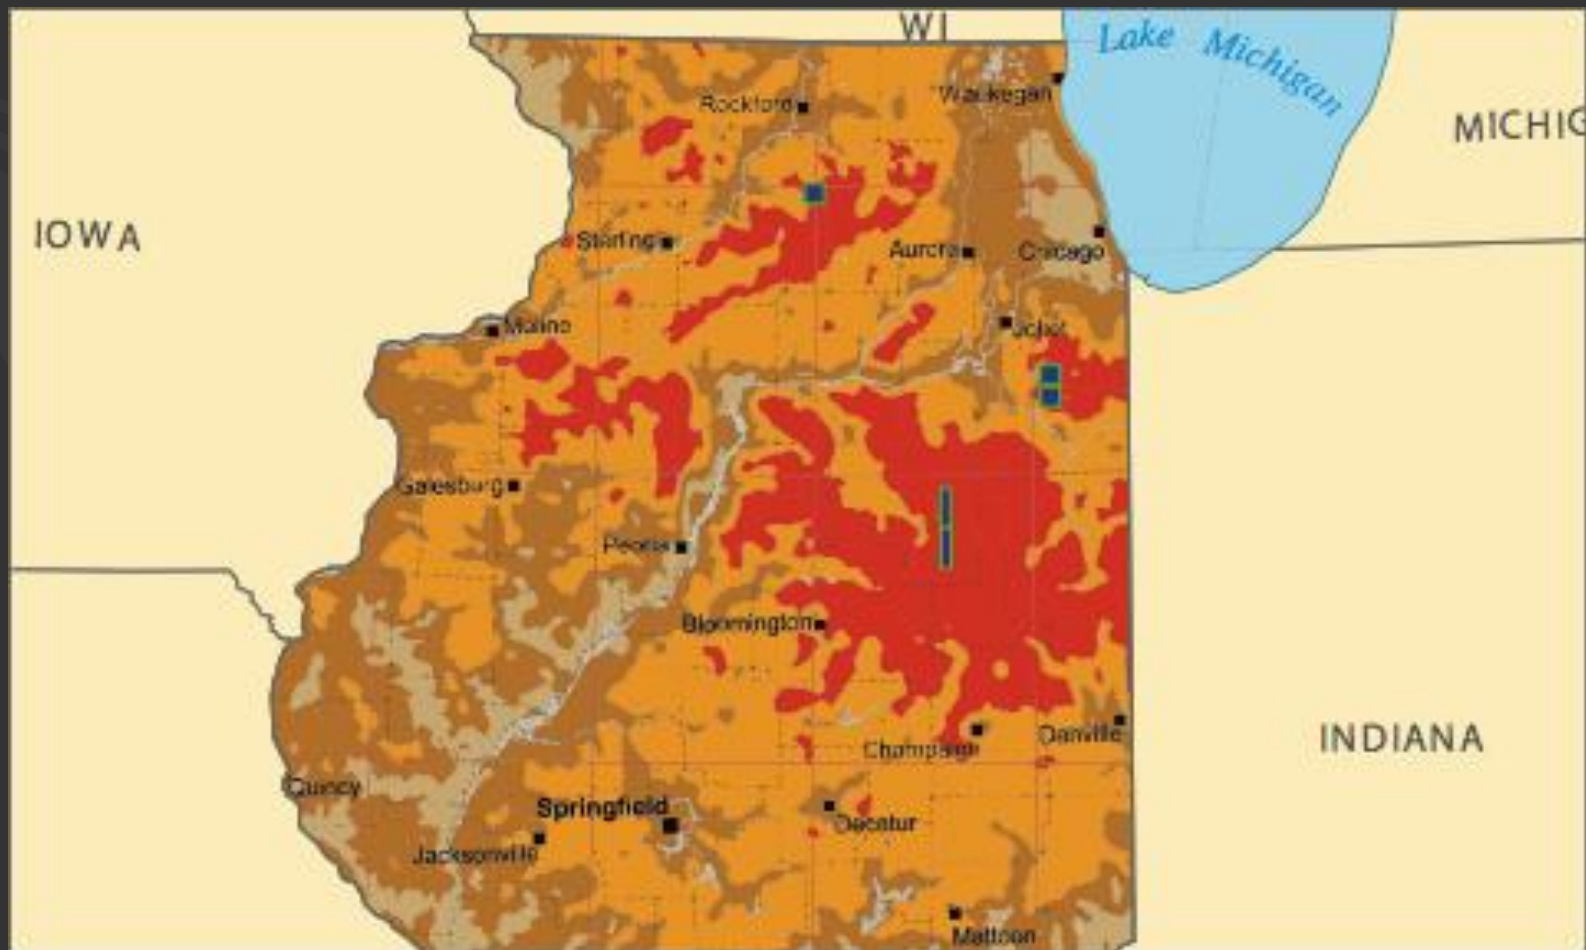 WI
Lake Michigan
Rockford
Waukegan
MICHIG
IOWA
Sterling
Aurora
Chicago
Moline
Joliet
Galesburg
Peoria
Bloomington
Champaign
Danville
INDIANA
Quincy
Springfield
Decatur
Jacksonville
Mattoon